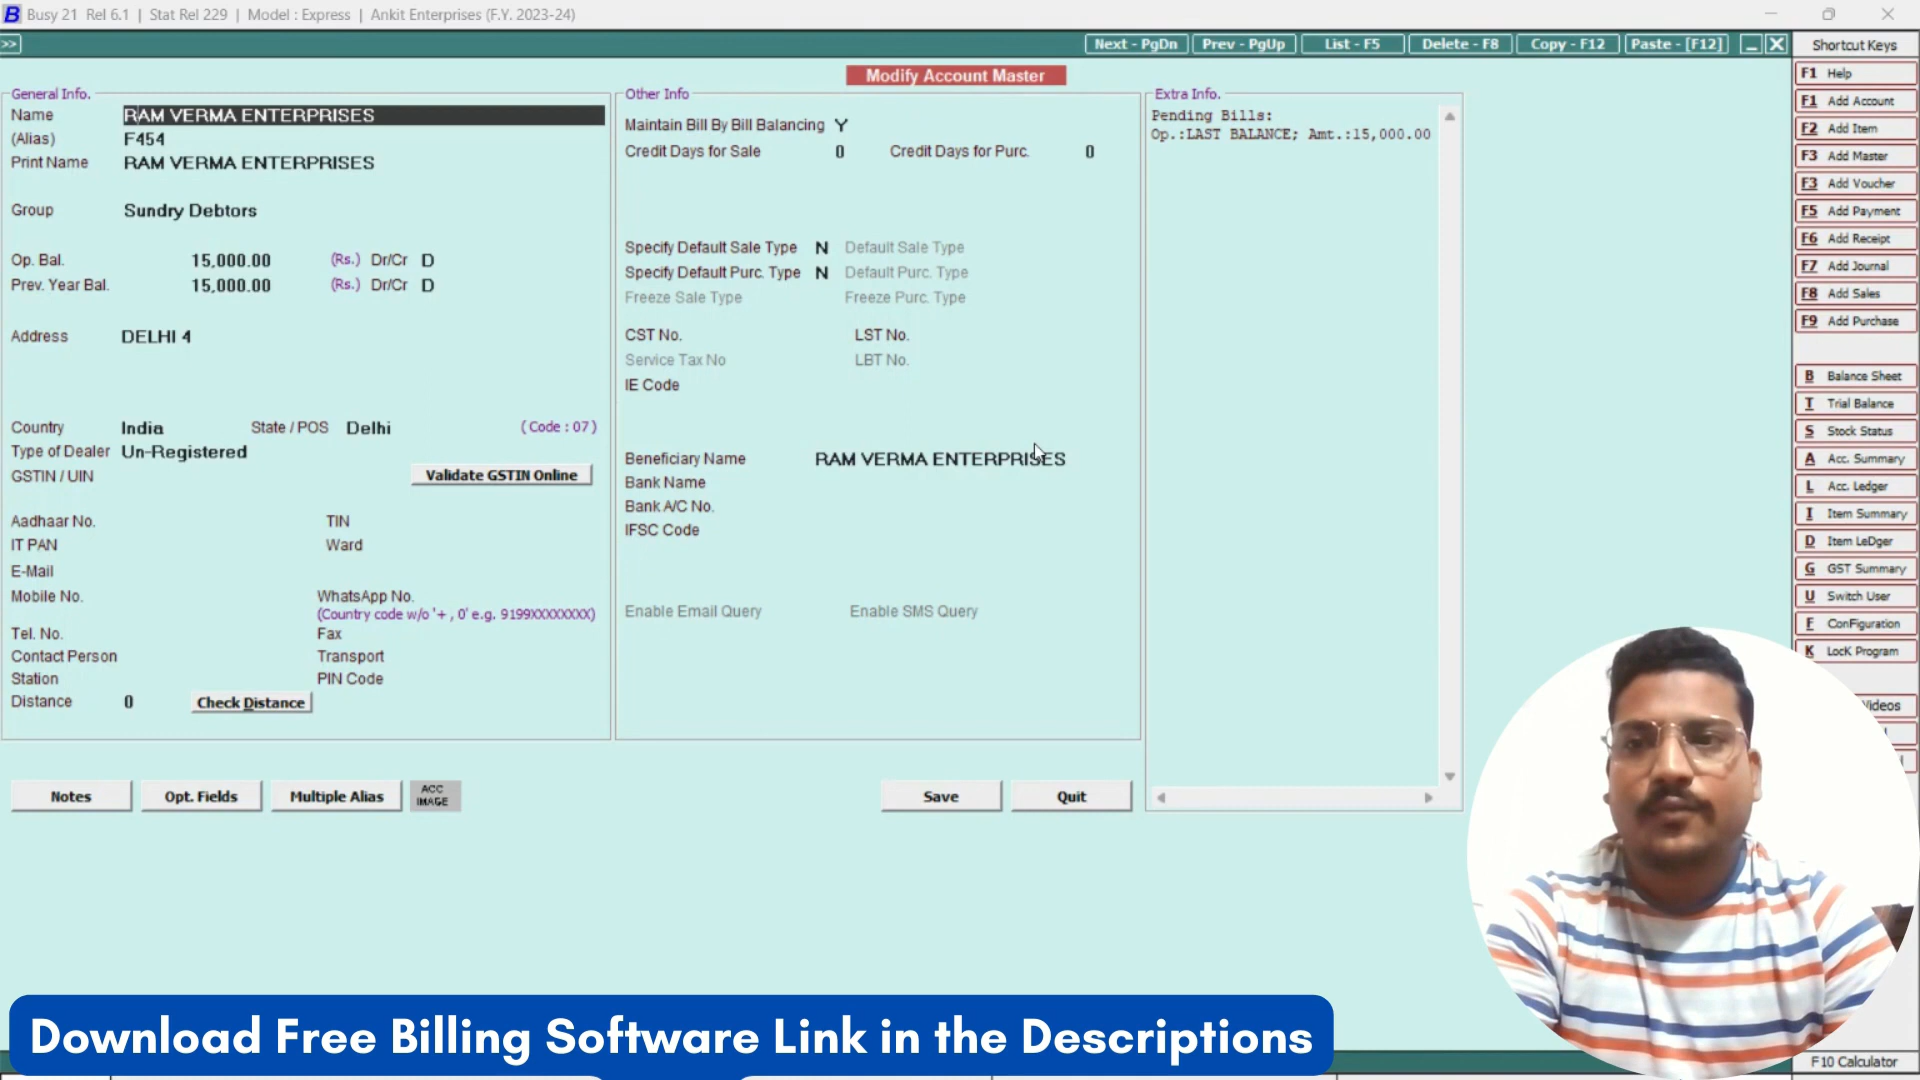 Busy 21 Rel 6.1 | Stat Rel 229 | Model : Express | Ankit Enterprises (F.Y. 2023-24)
>> Next - PgDn Prev - PgUp List - F5 Delete - F8 Copy - F12 Paste - [F12]
Modify Account Master
General Info.
Name RAM VERMA ENTERPRISES
(Alias) F454
Print Name RAM VERMA ENTERPRISES
Group Sundry Debtors
Op. Bal. 15,000.00 (Rs.) Dr/Cr D
Prev. Year Bal. 15,000.00 (Rs.) Dr/Cr D
Address DELHI 4
Country India State / POS Delhi ( Code : 07 )
Type of Dealer Un-Registered
GSTIN / UIN Validate GSTIN Online
Aadhaar No. TIN
IT PAN Ward
E-Mail
Mobile No. WhatsApp No.
(Country code w/o '+ , 0' e.g. 9199XXXXXXXX)
Tel. No. Fax
Contact Person Transport
Station PIN Code
Distance 0 Check Distance
Other Info
Maintain Bill By Bill Balancing Y
Credit Days for Sale 0 Credit Days for Purc. 0
Specify Default Sale Type N Default Sale Type
Specify Default Purc. Type N Default Purc. Type
Freeze Sale Type Freeze Purc. Type
CST No. LST No.
Service Tax No LBT No.
IE Code
Beneficiary Name RAM VERMA ENTERPRISES
Bank Name
Bank A/C No.
IFSC Code
Enable Email Query Enable SMS Query
Extra Info.
Pending Bills:
Op.:LAST BALANCE; Amt.:15,000.00
Notes Opt. Fields Multiple Alias ACC IMAGE Save Quit
Shortcut Keys
F1 Help
F1 Add Account
F2 Add Item
F3 Add Master
F3 Add Voucher
F5 Add Payment
F6 Add Receipt
F7 Add Journal
F8 Add Sales
F9 Add Purchase
B Balance Sheet
T Trial Balance
S Stock Status
A Acc. Summary
L Acc. Ledger
I Item Summary
D Item LeDger
G GST Summary
U Switch User
F ConFiguration
K LocK Program
Videos
F10 Calculator
Download Free Billing Software Link in the Descriptions